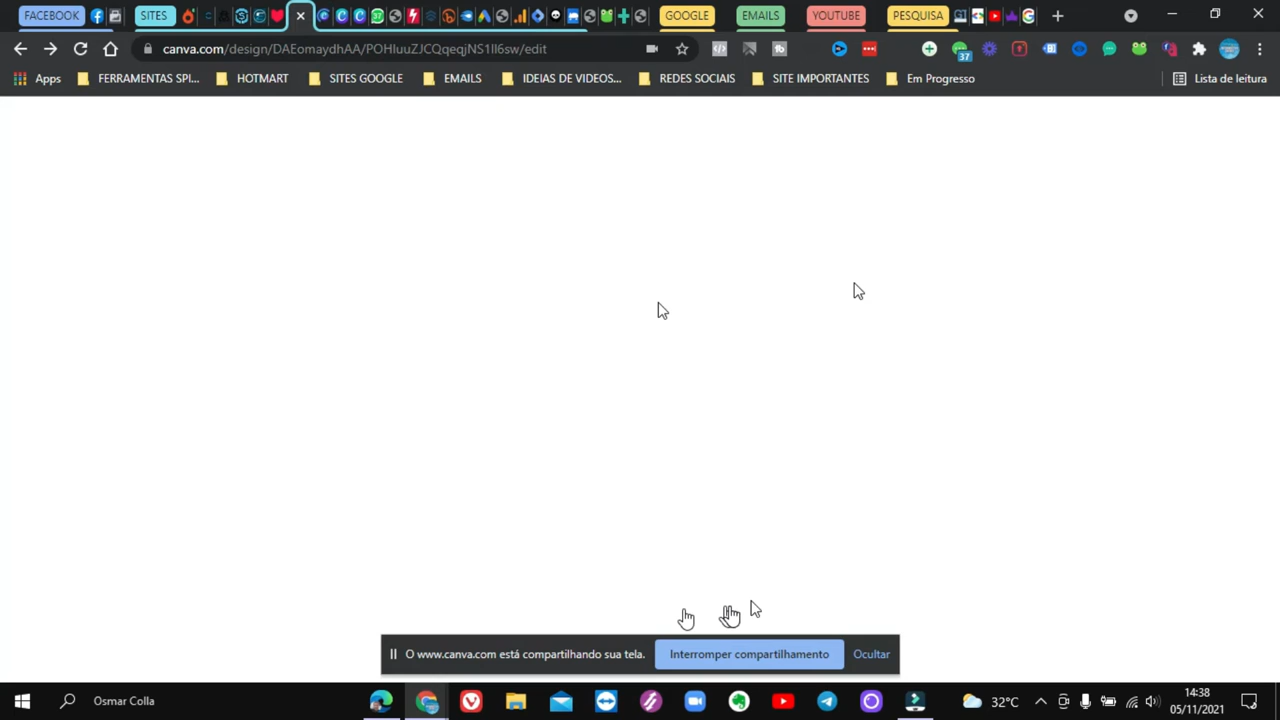 FACEBOOK SITES GOOGLE EMAILS YOUTUBE PESQUISA
canva.com/design/DAEomaydhAA/POHIuuZJCQqeqjNS1Il6sw/edit
37
Apps FERRAMENTAS SPI... HOTMART SITES GOOGLE EMAILS IDEIAS DE VIDEOS... REDES SOCIAIS SITE IMPORTANTES Em Progresso Lista de leitura
O www.canva.com está compartilhando sua tela. Interromper compartilhamento Ocultar
Osmar Colla 32°C 14:38
05/11/2021